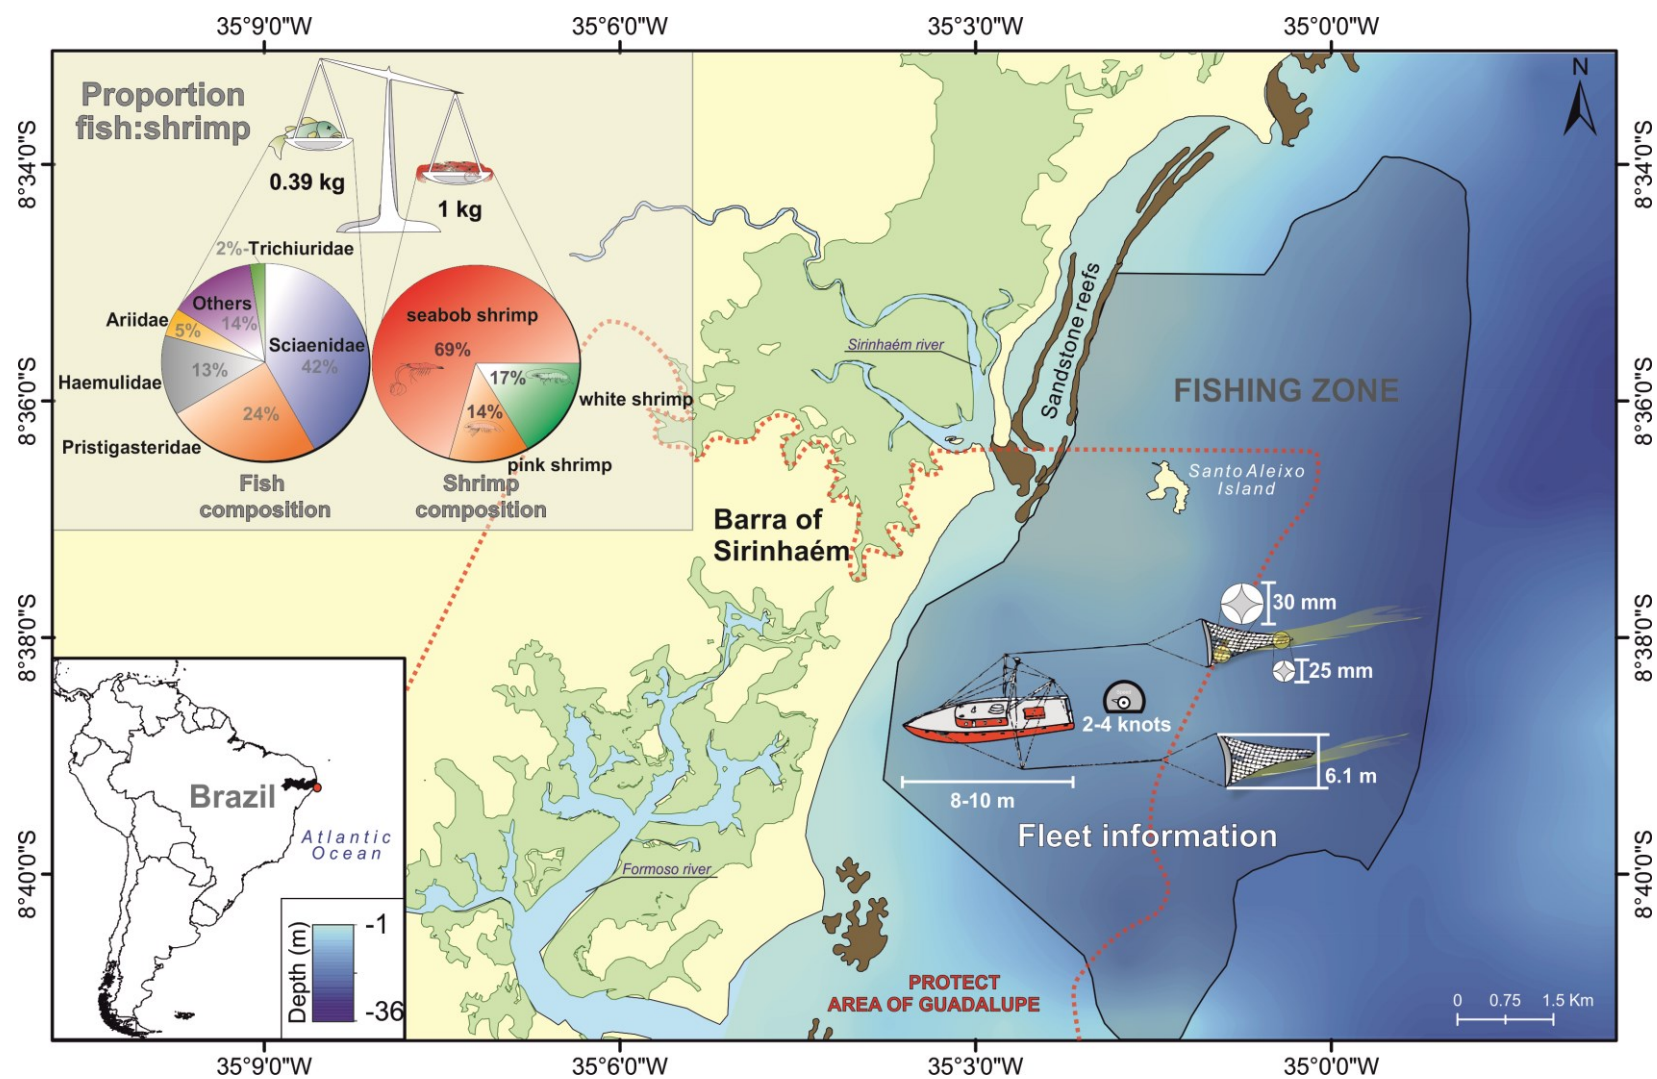 35°9'0"W
35°6'0"W
35°3'0"W
35°0'0"W
N
Proportion
fish:shrimp
0.39 kg
1 kg
8°34'0"S
8°34'0"S
2%-Trichiuridae
Others
14%
Ariidae
5%
Sciaenidae
42%
Haemulidae
13%
24%
Pristigasteridae
seabob shrimp
69%
17%
white shrimp
14%
pink shrimp
Fish
composition
Shrimp
composition
Sirinhaém river
Sandstone reefs
FISHING ZONE
8°36'0"S
8°36'0"S
Santo Aleixo
Island
Barra of
Sirinhaém
30 mm
8°38'0"S
8°38'0"S
25 mm
2-4 knots
6.1 m
8-10 m
Fleet information
Brazil
Atlantic
Ocean
Formoso river
8°40'0"S
8°40'0"S
Depth (m)
-1
-36
PROTECT
AREA OF GUADALUPE
0 0.75 1.5 Km
35°9'0"W
35°6'0"W
35°3'0"W
35°0'0"W